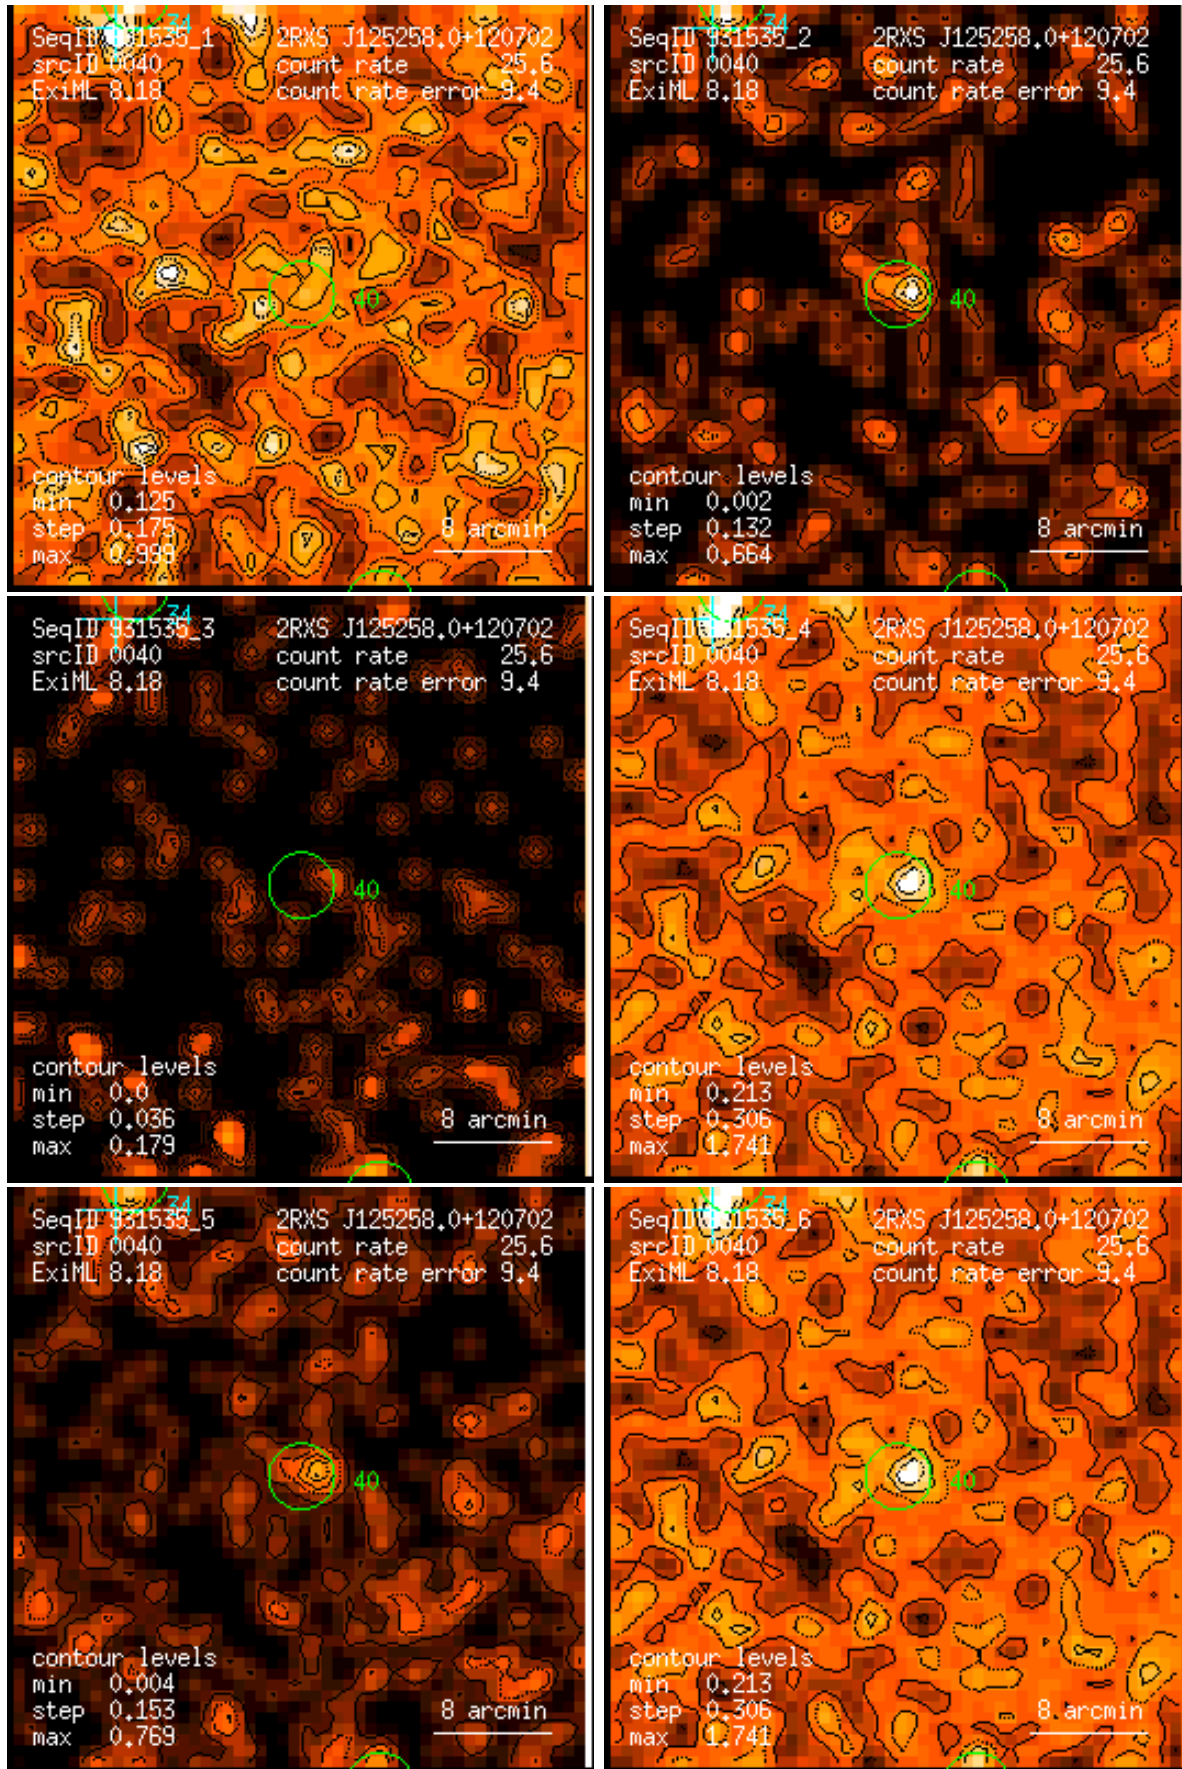 34
SeqID 931535_1 2RXS J125258.0+120702
srcID 0040 count rate 25.6
ExiML 8.18 count rate error 9.4
40
contour levels
min 0.125
step 0.175
max 0.999
8 arcmin
34
SeqID 931535_2 2RXS J125258.0+120702
srcID 0040 count rate 25.6
ExiML 8.18 count rate error 9.4
40
contour levels
min 0.002
step 0.132
max 0.664
8 arcmin
34
SeqID 931535_3 2RXS J125258.0+120702
srcID 0040 count rate 25.6
ExiML 8.18 count rate error 9.4
40
contour levels
min 0.0
step 0.036
max 0.179
8 arcmin
34
SeqID 931535_4 2RXS J125258.0+120702
srcID 0040 count rate 25.6
ExiML 8.18 count rate error 9.4
40
contour levels
min 0.213
step 0.306
max 1.741
8 arcmin
34
SeqID 931535_5 2RXS J125258.0+120702
srcID 0040 count rate 25.6
ExiML 8.18 count rate error 9.4
40
contour levels
min 0.004
step 0.153
max 0.769
8 arcmin
34
SeqID 931535_6 2RXS J125258.0+120702
srcID 0040 count rate 25.6
ExiML 8.18 count rate error 9.4
40
contour levels
min 0.213
step 0.306
max 1.741
8 arcmin